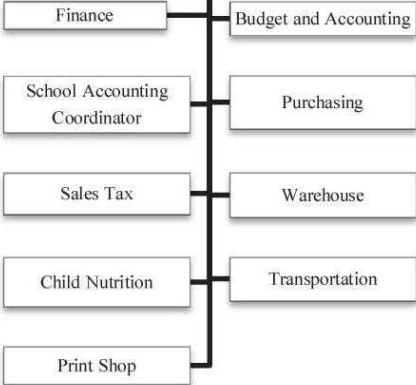 Finance
Budget and Accounting
School Accounting
Coordinator
Purchasing
Sales Tax
Warehouse
Child Nutrition
Transportation
Print Shop